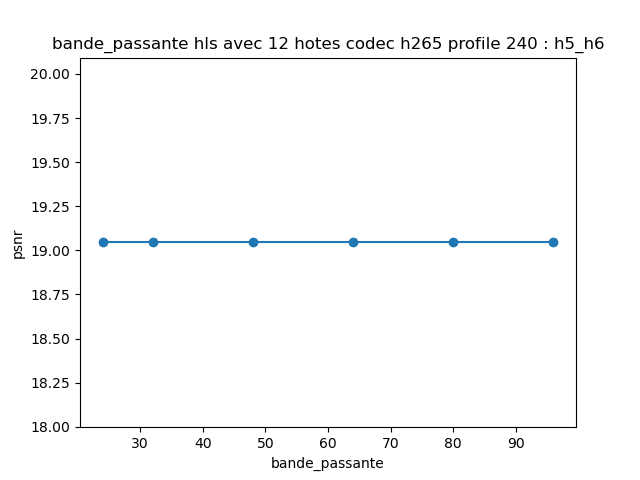 bande_passante hls avec 12 hotes codec h265 profile 240 : h5_h6
20.00
19.75
19.50
19.25
19.00
18.75
18.50
18.25
18.00
psnr
30 40 50 60 70 80 90
bande_passante